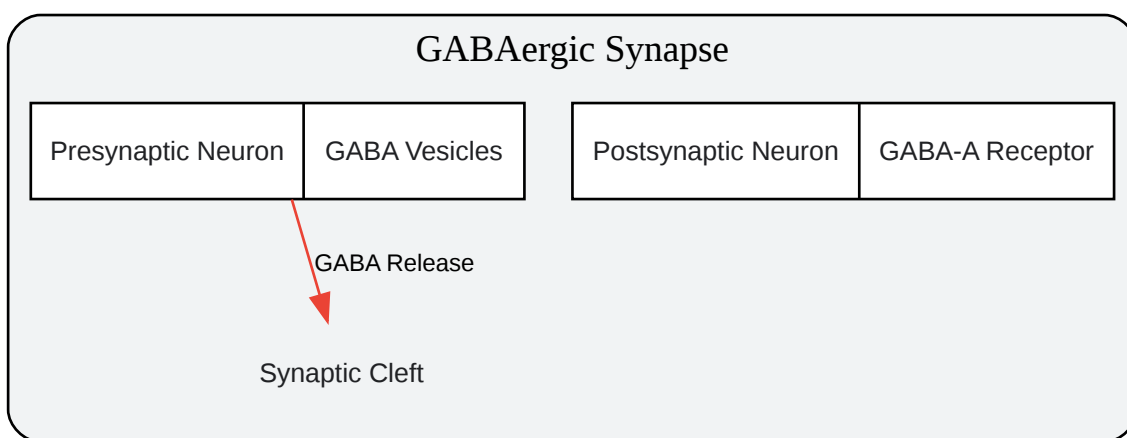 GABAergic Synapse
Presynaptic Neuron
GABA Vesicles
Postsynaptic Neuron
GABA-A Receptor
GABA Release
Synaptic Cleft